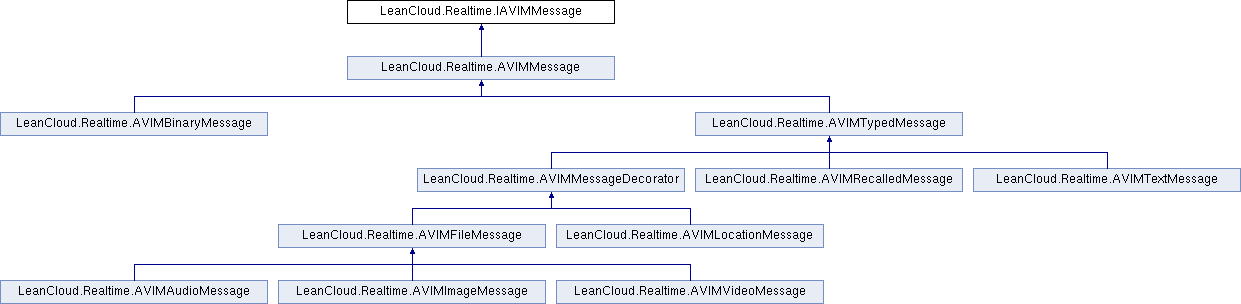 LeanCloud.Realtime.IAVIMMessage
LeanCloud.Realtime.AVIMMessage
LeanCloud.Realtime.AVIMBinaryMessage
LeanCloud.Realtime.AVIMTypedMessage
LeanCloud.Realtime.AVIMMessageDecorator
LeanCloud.Realtime.AVIMRecalledMessage
LeanCloud.Realtime.AVIMTextMessage
LeanCloud.Realtime.AVIMFileMessage
LeanCloud.Realtime.AVIMLocationMessage
LeanCloud.Realtime.AVIMAudioMessage
LeanCloud.Realtime.AVIMImageMessage
LeanCloud.Realtime.AVIMVideoMessage